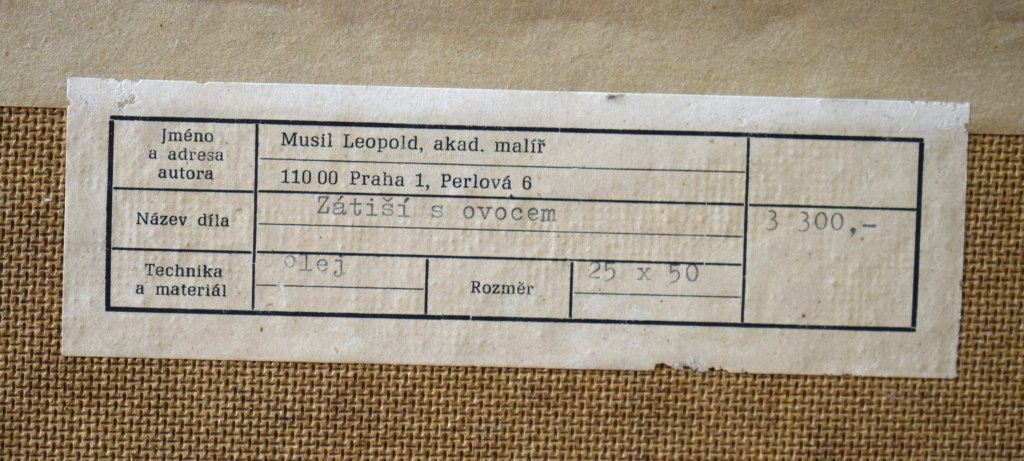 Jméno
a adresa
autora
Musil Leopold, akad. malíř
110 00 Praha 1, Perlová 6
Název díla
Zátiší s ovocem
3 300,-
Technika
a materiál
olej
Rozměr
25 x 50